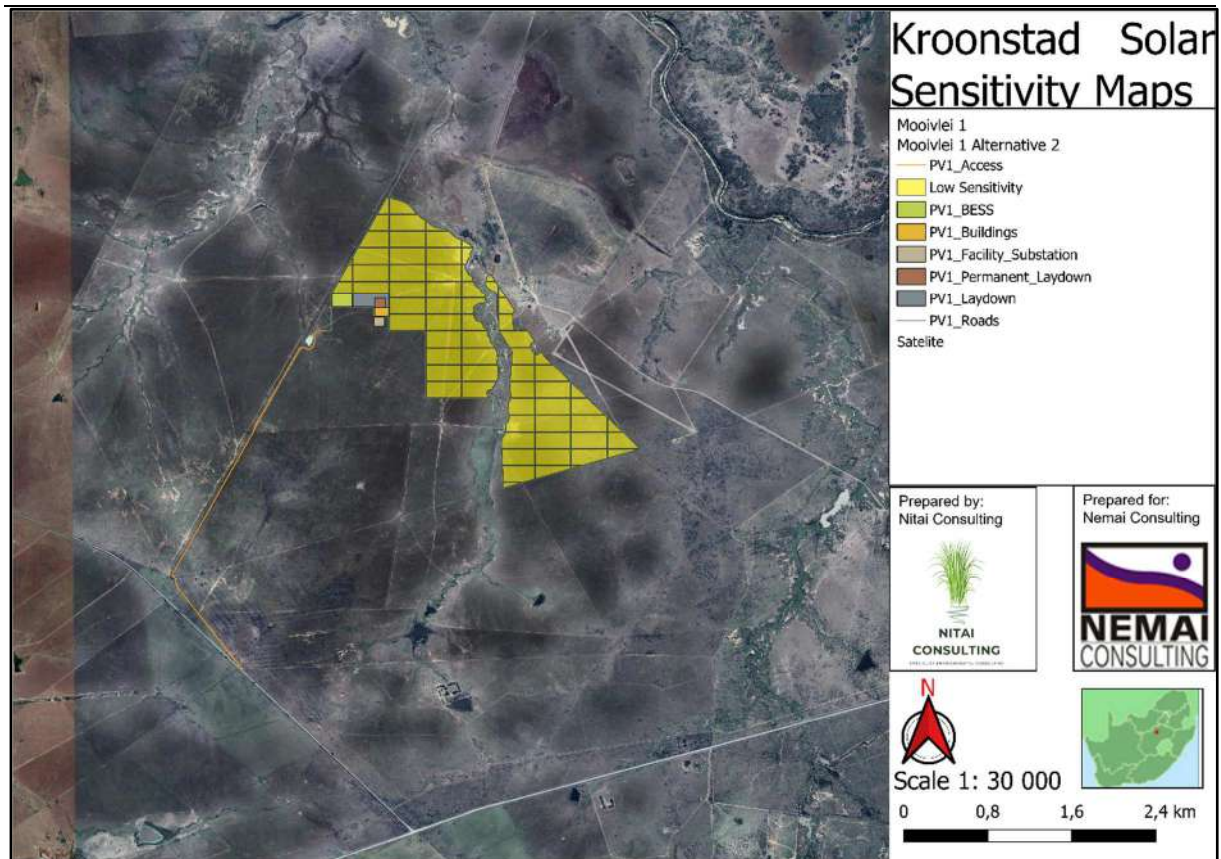 Kroonstad Solar
Sensitivity Maps
Mooivlei 1
Mooivlei 1 Alternative 2
PV1_Access
Low Sensitivity
PV1_BESS
PV1_Buildings
PV1_Facility_Substation
PV1_Permanent_Laydown
PV1_Laydown
PV1_Roads
Satelite
Prepared by:
Nitai Consulting
NITAI
CONSULTING
Prepared for:
Nemai Consulting
NEMAI
CONSULTING
N
Scale 1: 30 000
0 0,8 1,6 2,4 km